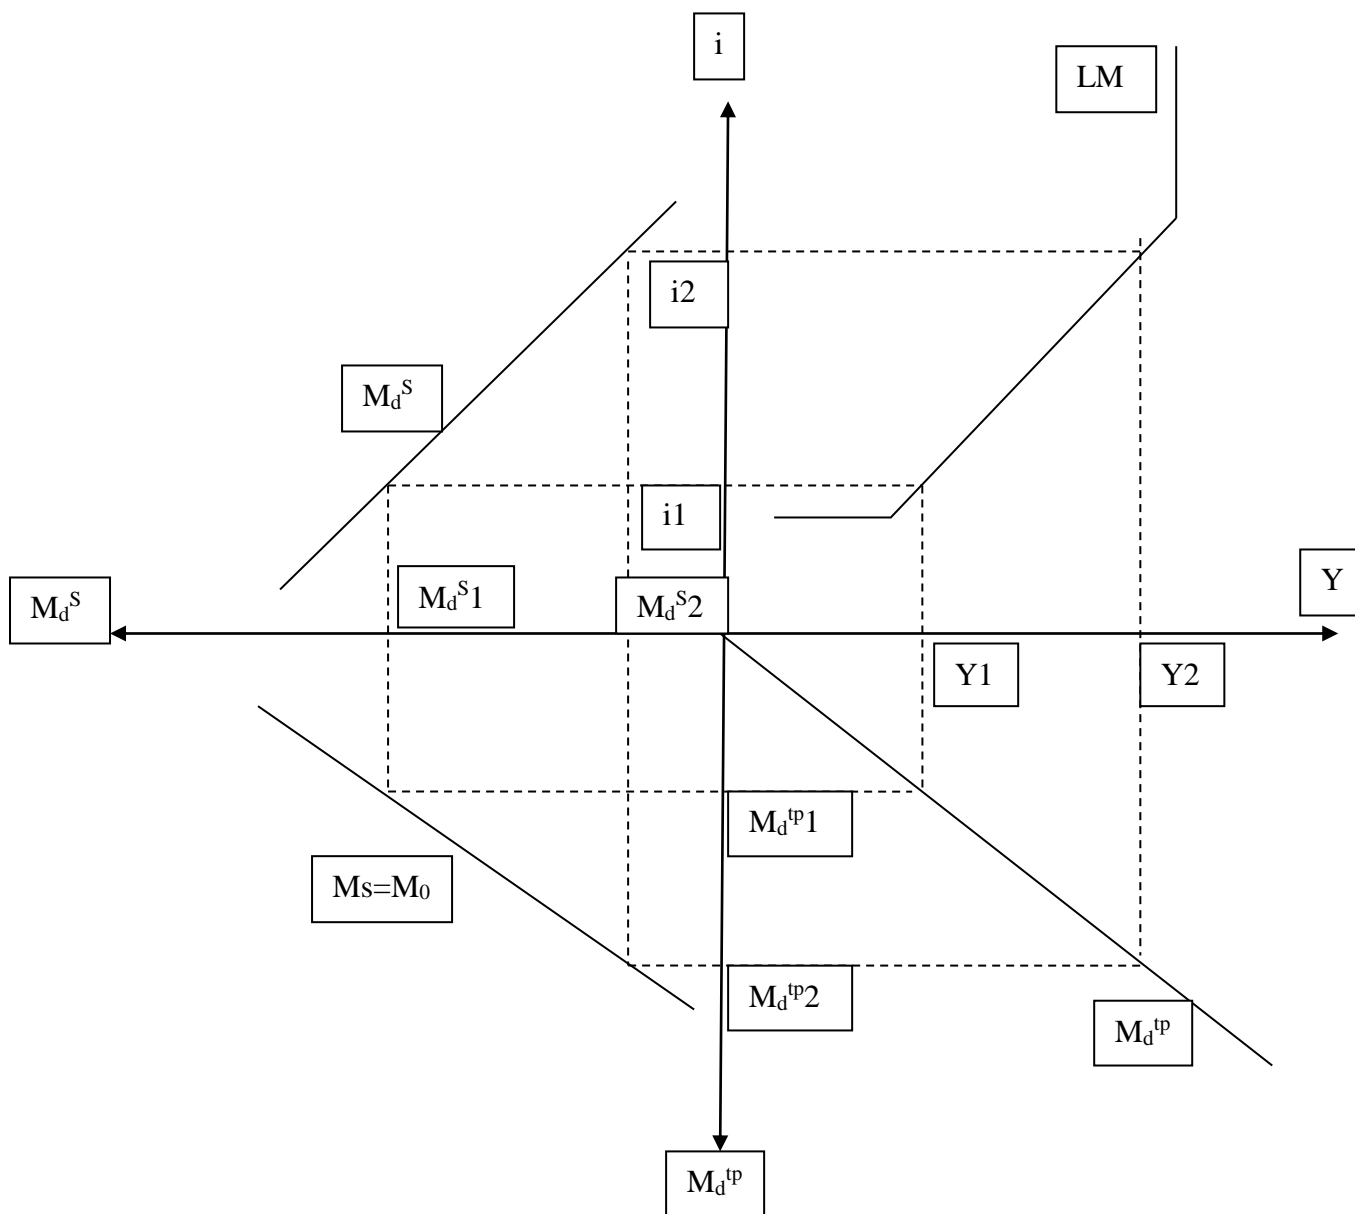 i
LM
i2
M_d^S
i1
M_d^S
M_d^S1
M_d^S2
Y
Y1
Y2
M_d^tp1
Ms=M₀
M_d^tp2
M_d^tp
M_d^tp